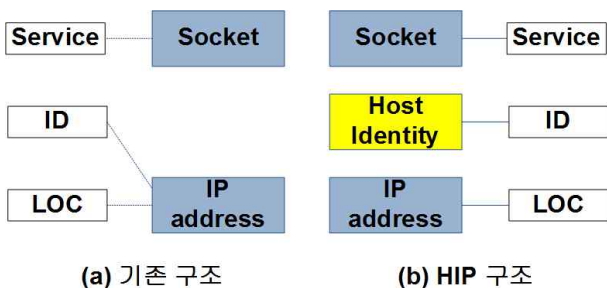 Service
Socket
ID
LOC
IP
address
(a) 기존 구조
Socket
Service
Host
Identity
ID
IP
address
LOC
(b) HIP 구조